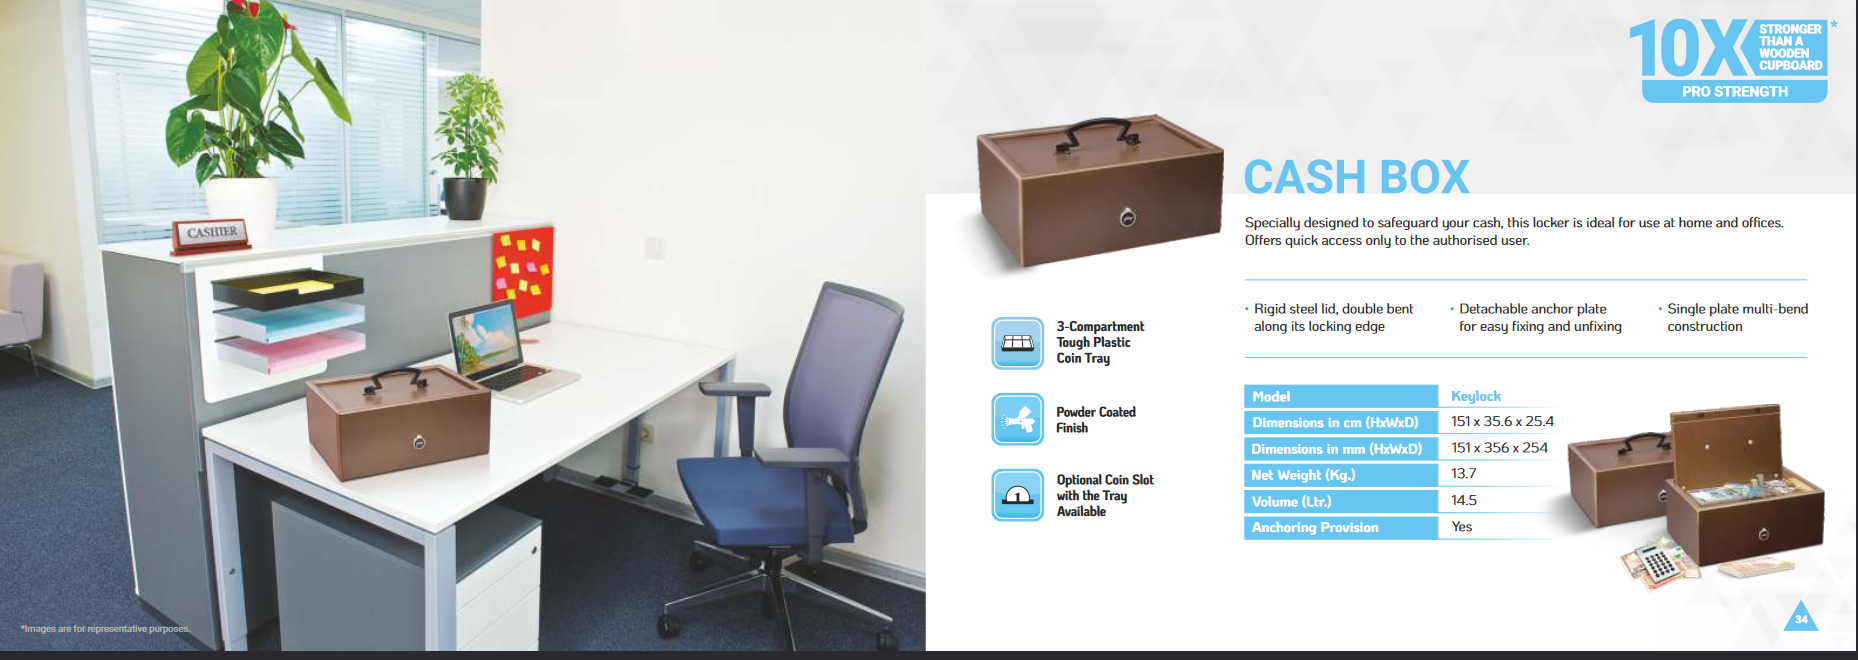 CASHIER
*Images are for representative purposes.
10X
STRONGER
THAN A
WOODEN
CUPBOARD
*
PRO STRENGTH
CASH BOX
Specially designed to safeguard your cash, this locker is ideal for use at home and offices.
Offers quick access only to the authorised user.
• Rigid steel lid, double bent
along its locking edge
• Detachable anchor plate
for easy fixing and unfixing
• Single plate multi-bend
construction
3-Compartment
Tough Plastic
Coin Tray
Powder Coated
Finish
1
Optional Coin Slot
with the Tray
Available
Model Keylock
Dimensions in cm (HxWxD) 151 x 35.6 x 25.4
Dimensions in mm (HxWxD) 151 x 356 x 254
Net Weight (Kg.) 13.7
Volume (Ltr.) 14.5
Anchoring Provision Yes
34